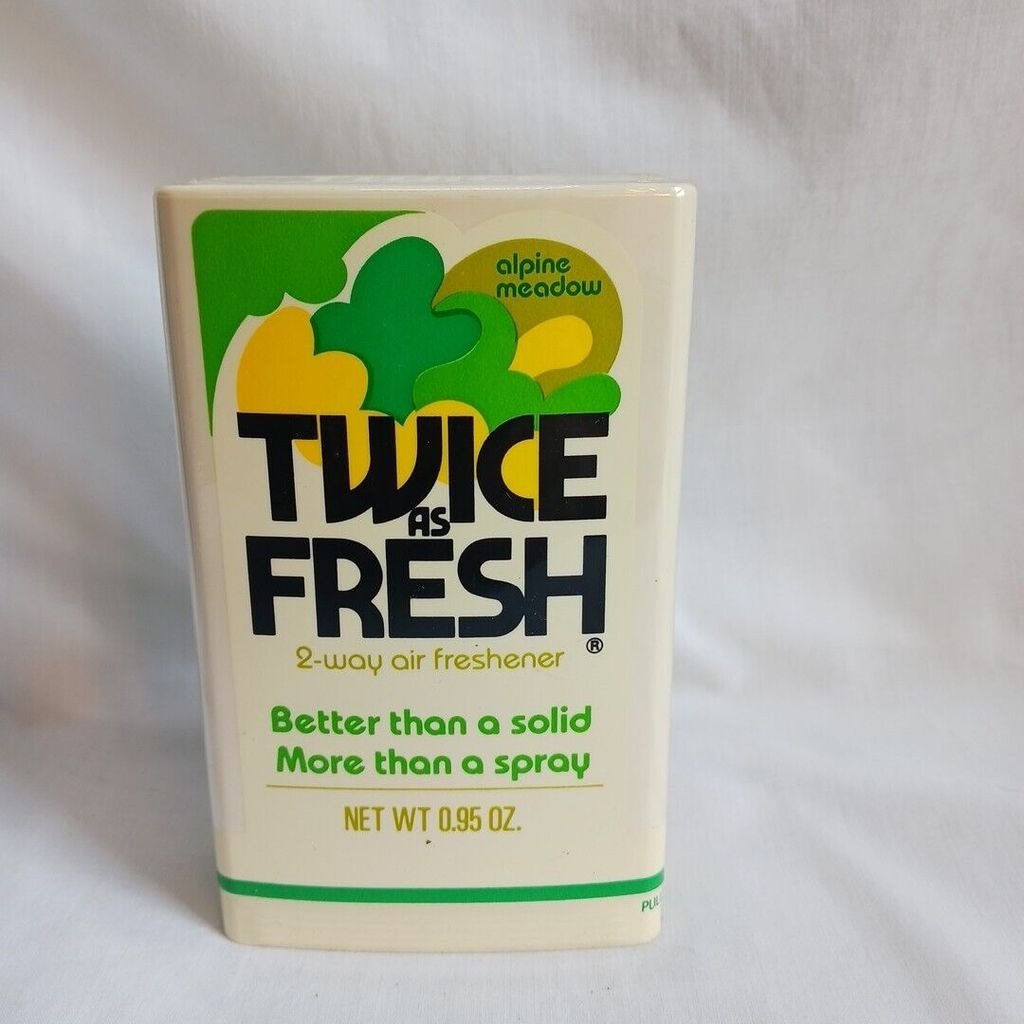 alpine
meadow
TWICE
AS
FRESH®
2-way air freshener
Better than a solid
More than a spray
NET WT 0.95 OZ.